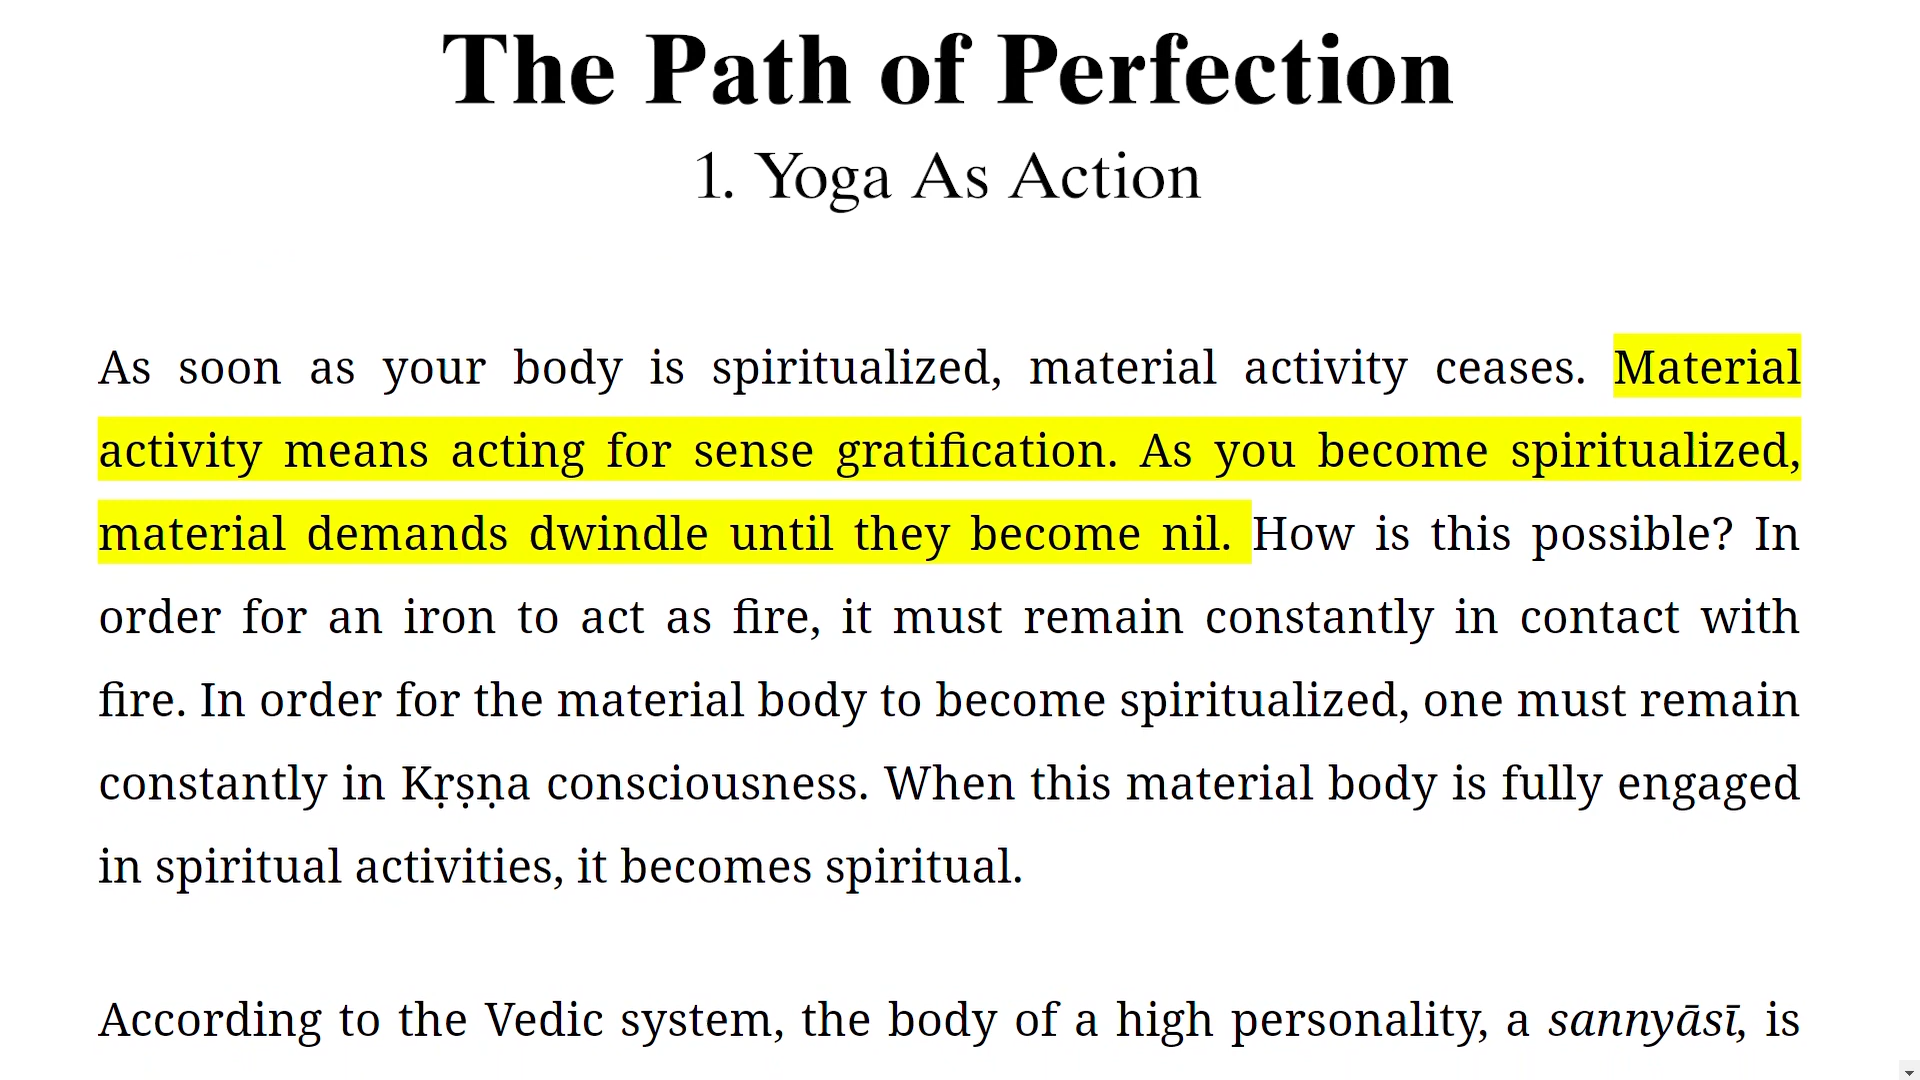 The Path of Perfection
1. Yoga As Action
As soon as your body is spiritualized, material activity ceases. Material
activity means acting for sense gratification. As you become spiritualized,
material demands dwindle until they become nil. How is this possible? In
order for an iron to act as fire, it must remain constantly in contact with
fire. In order for the material body to become spiritualized, one must remain
constantly in Kṛṣṇa consciousness. When this material body is fully engaged
in spiritual activities, it becomes spiritual.
According to the Vedic system, the body of a high personality, a sannyāsī, is